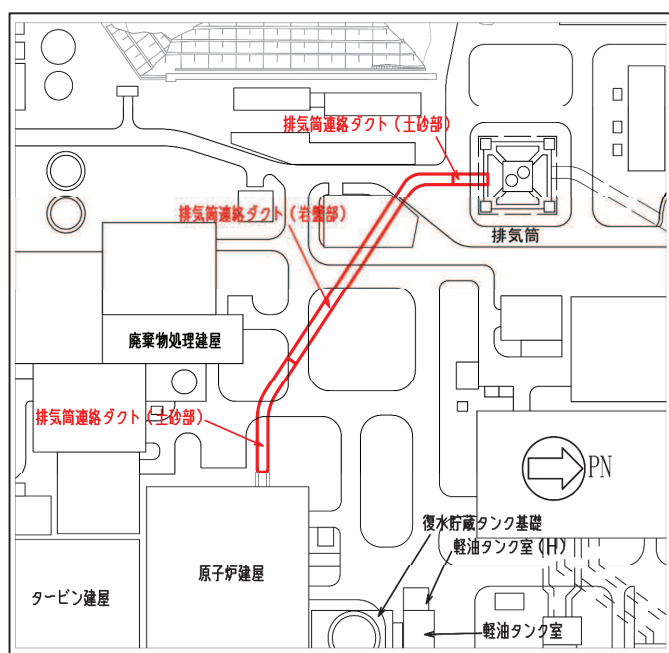 排気筒連絡ダクト(土砂部)
排気筒連絡ダクト(岩盤部)
排気筒
廃棄物処理建屋
排気筒連絡ダクト(土砂部)
PN
復水貯蔵タンク基礎
軽油タンク室(H)
原子炉建屋
タービン建屋
軽油タンク室